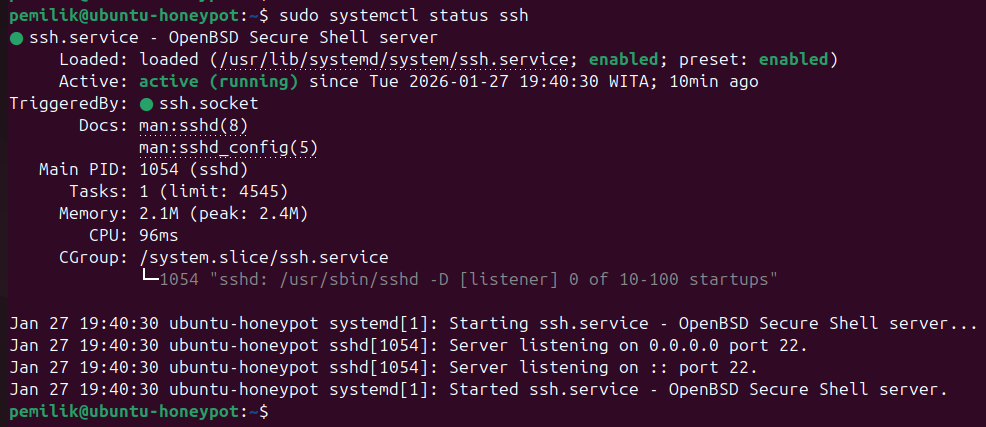 pemilik@ubuntu-honeypot:~$ sudo systemctl status ssh
● ssh.service - OpenBSD Secure Shell server
     Loaded: loaded (/usr/lib/systemd/system/ssh.service; enabled; preset: enabled)
     Active: active (running) since Tue 2026-01-27 19:40:30 WITA; 10min ago
TriggeredBy: ● ssh.socket
       Docs: man:sshd(8)
             man:sshd_config(5)
   Main PID: 1054 (sshd)
      Tasks: 1 (limit: 4545)
     Memory: 2.1M (peak: 2.4M)
        CPU: 96ms
     CGroup: /system.slice/ssh.service
             └─1054 "sshd: /usr/sbin/sshd -D [listener] 0 of 10-100 startups"

Jan 27 19:40:30 ubuntu-honeypot systemd[1]: Starting ssh.service - OpenBSD Secure Shell server...
Jan 27 19:40:30 ubuntu-honeypot sshd[1054]: Server listening on 0.0.0.0 port 22.
Jan 27 19:40:30 ubuntu-honeypot sshd[1054]: Server listening on :: port 22.
Jan 27 19:40:30 ubuntu-honeypot systemd[1]: Started ssh.service - OpenBSD Secure Shell server.
pemilik@ubuntu-honeypot:~$